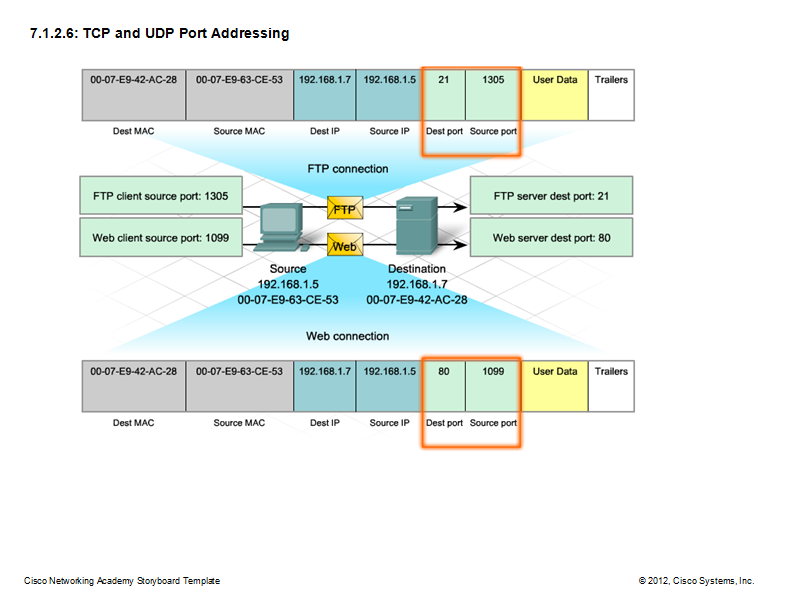 7.1.2.6: TCP and UDP Port Addressing
00-07-E9-42-AC-28 00-07-E9-63-CE-53 192.168.1.7 192.168.1.5 21 1305 User Data Trailers
Dest MAC Source MAC Dest IP Source IP Dest port Source port
FTP connection
FTP client source port: 1305 FTP FTP server dest port: 21
Web client source port: 1099 Web Web server dest port: 80
Source Destination
192.168.1.5 192.168.1.7
00-07-E9-63-CE-53 00-07-E9-42-AC-28
Web connection
00-07-E9-42-AC-28 00-07-E9-63-CE-53 192.168.1.7 192.168.1.5 80 1099 User Data Trailers
Dest MAC Source MAC Dest IP Source IP Dest port Source port
Cisco Networking Academy Storyboard Template © 2012, Cisco Systems, Inc.